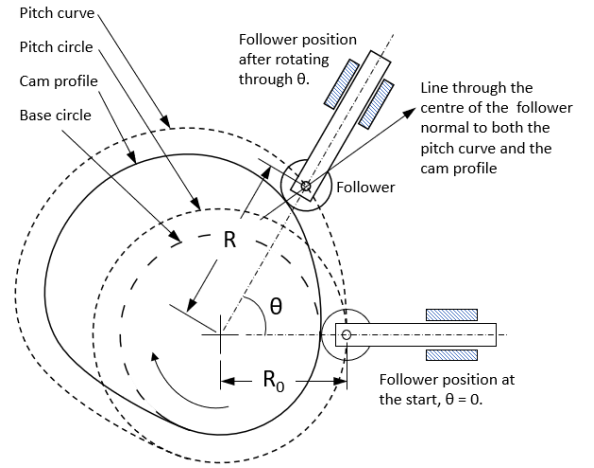 Pitch curve
Pitch circle
Cam profile
Base circle
Follower position
after rotating
through θ.
Line through the
centre of the follower
normal to both the
pitch curve and the
cam profile
Follower
R
θ
R₀
Follower position at
the start, θ = 0.